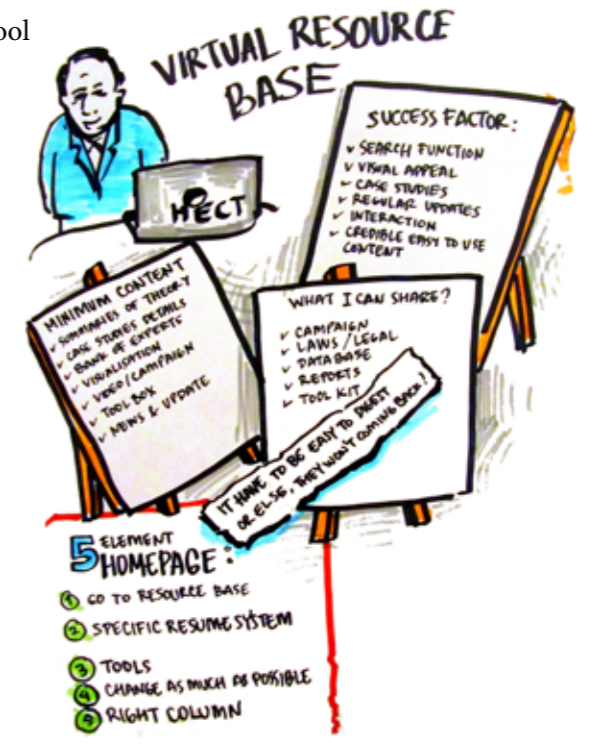 ool
VIRTUAL RESOURCE
BASE
HiECT
SUCCESS FACTOR:
✓ SEARCH FUNCTION
✓ VISUAL APPEAL
✓ CASE STUDIES
✓ REGULAR UPDATES
✓ INTERACTION
✓ CREDIBLE EASY TO USE
CONTENT
MINIMUM CONTENT
✓ SUMMARIES OF THEORY
✓ CASE STUDIES DETAILS
✓ BANK OF EXPERTS
✓ VISUALISATION
✓ VIDEO/CAMPAIGN
✓ TOOL BOX
✓ NEWS & UPDATE
WHAT I CAN SHARE?
✓ CAMPAIGN
✓ LAWS/LEGAL
✓ DATABASE
✓ REPORTS
✓ TOOL KIT
IT HAVE TO BE EASY TO DIGEST
OR ELSE, THEY WON'T COMING BACK!
5 ELEMENT
HOMEPAGE:
1 GO TO RESOURCE BASE
2 SPECIFIC RESUME SYSTEM
3 TOOLS
4 CHANGE AS MUCH AS POSSIBLE
5 RIGHT COLUMN